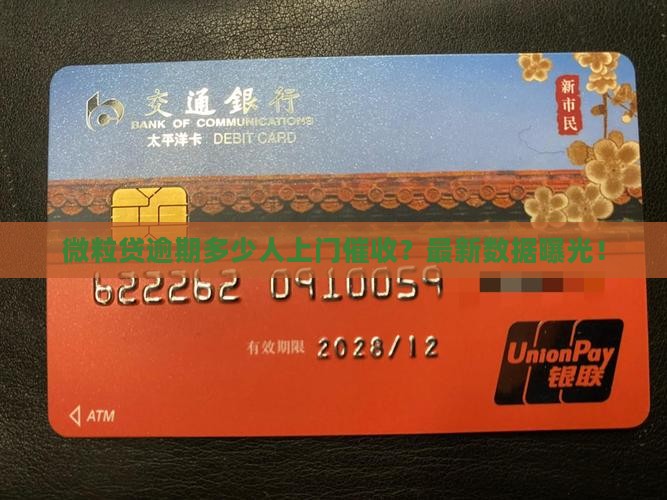 交通銀行
BANK OF COMMUNICATIONS
太平洋卡 DEBIT CARD
新市民
微粒贷逾期多少人上门催收？最新数据曝光！
622262 0910059
有效期限 2028/12
UnionPay
银联
ATM